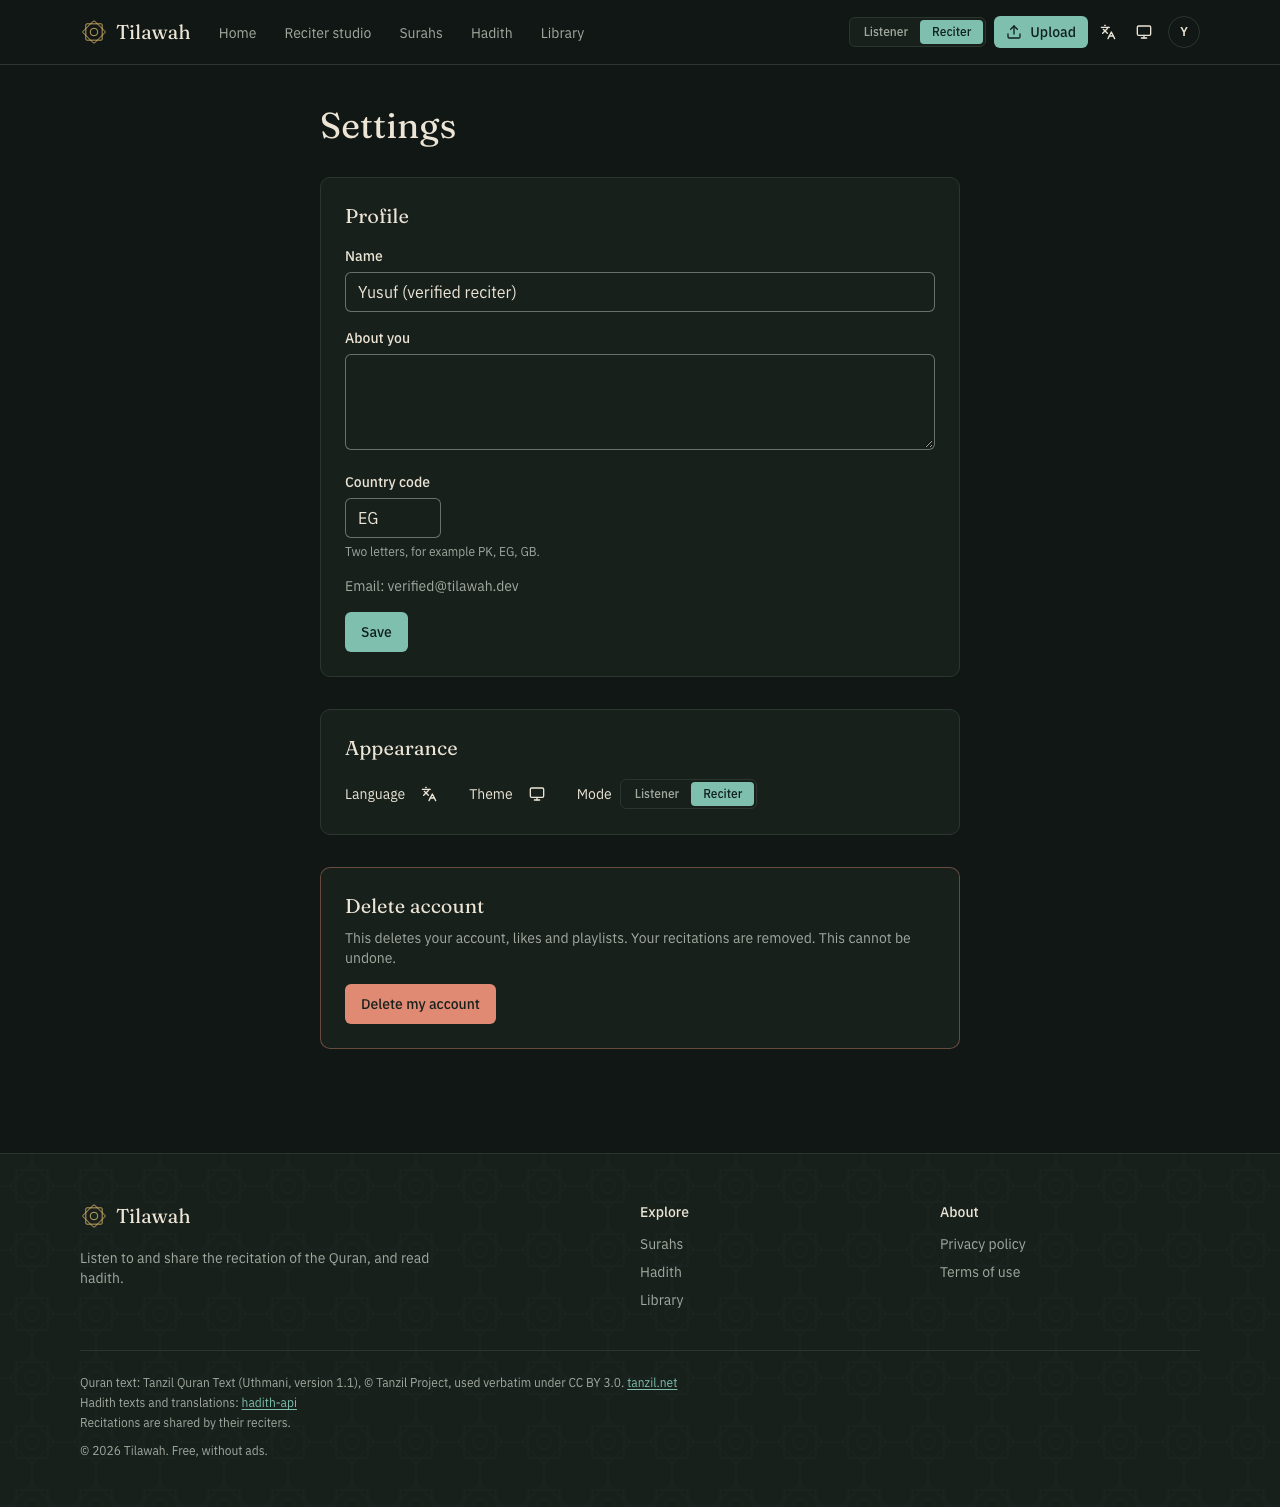 Tilawah
Home
Reciter studio
Surahs
Hadith
Library
Listener
Reciter
Upload
Y
Settings
Profile
Name
Yusuf (verified reciter)
About you
Country code
EG
Two letters, for example PK, EG, GB.
Email: verified@tilawah.dev
Save
Appearance
Language
Theme
Mode
Listener
Reciter
Delete account
This deletes your account, likes and playlists. Your recitations are removed. This cannot be
undone.
Delete my account
Tilawah
Listen to and share the recitation of the Quran, and read
hadith.
Explore
Surahs
Hadith
Library
About
Privacy policy
Terms of use
Quran text: Tanzil Quran Text (Uthmani, version 1.1), © Tanzil Project, used verbatim under CC BY 3.0. tanzil.net
Hadith texts and translations: hadith-api
Recitations are shared by their reciters.
© 2026 Tilawah. Free, without ads.